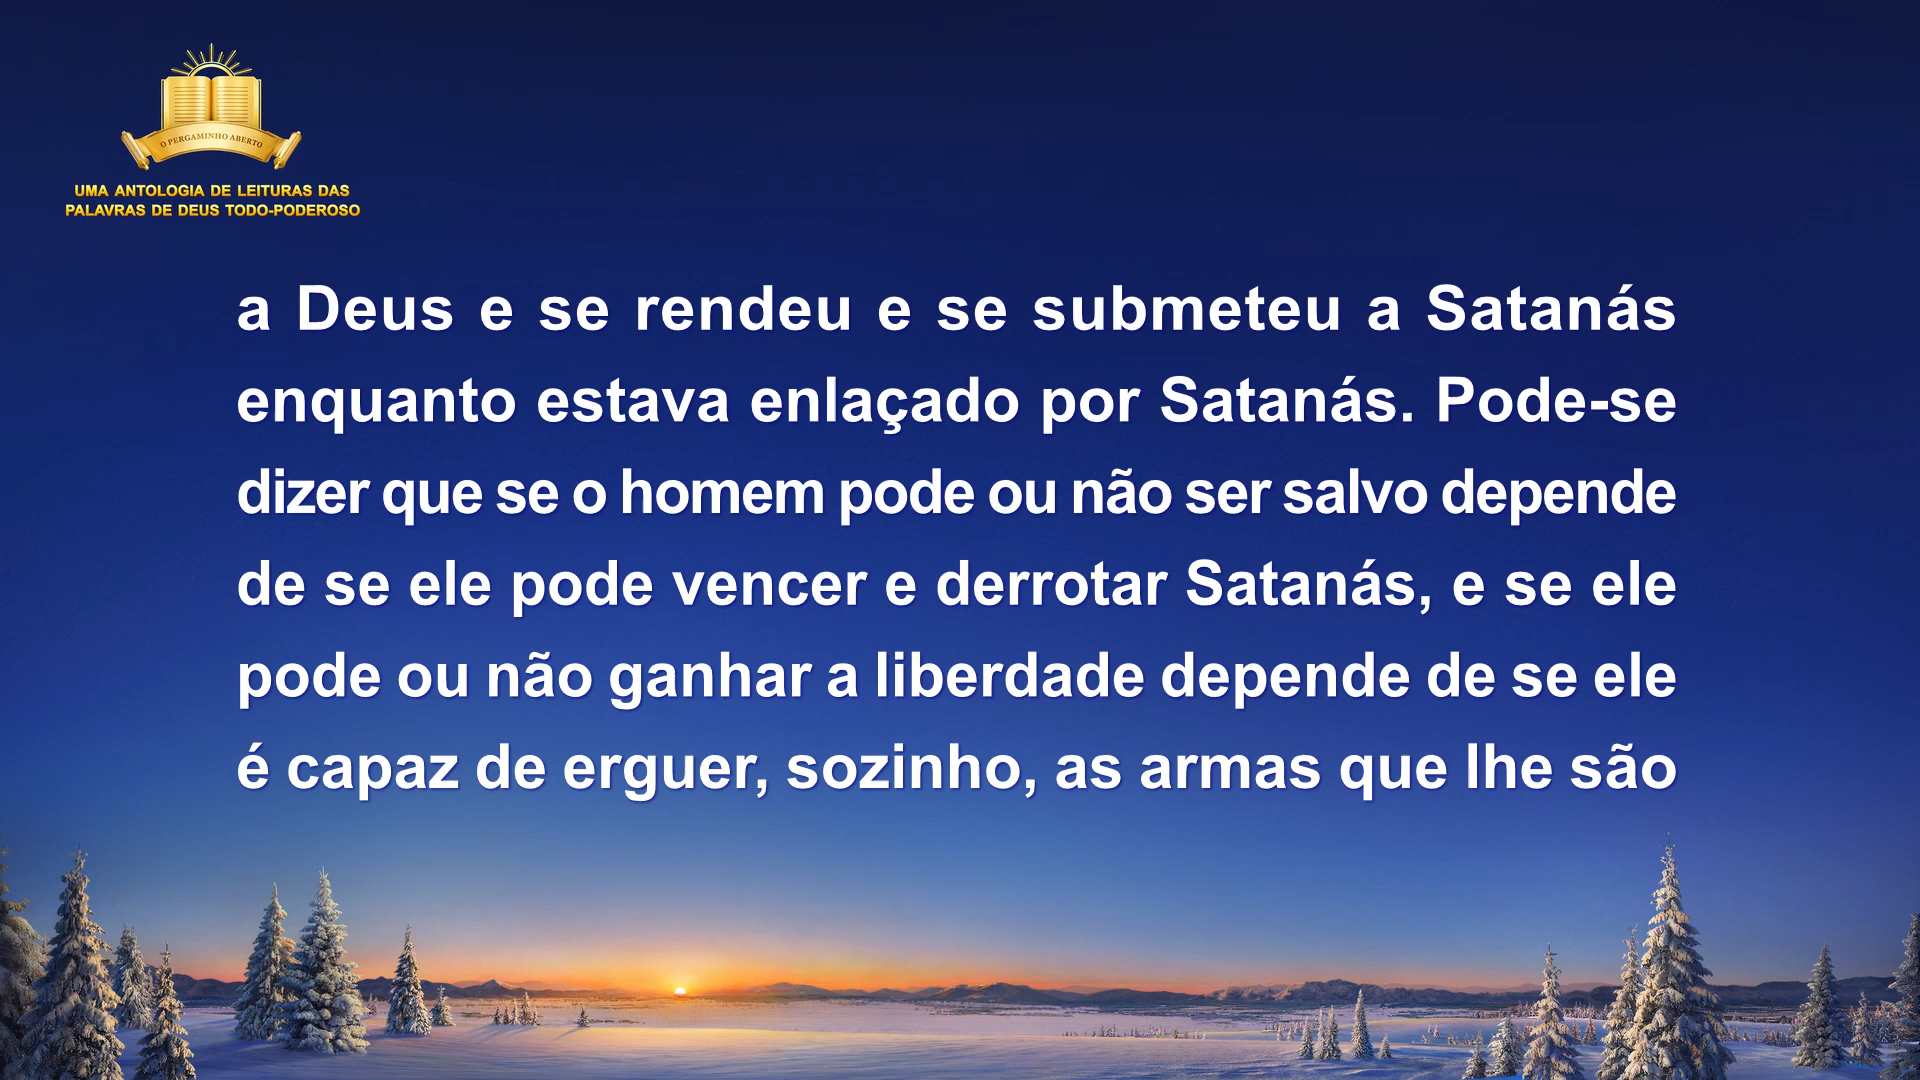 O PERGAMINHO ABERTO
UMA ANTOLOGIA DE LEITURAS DAS
PALAVRAS DE DEUS TODO-PODEROSO
a Deus e se rendeu e se submeteu a Satanás
enquanto estava enlaçado por Satanás. Pode-se
dizer que se o homem pode ou não ser salvo depende
de se ele pode vencer e derrotar Satanás, e se ele
pode ou não ganhar a liberdade depende de se ele
é capaz de erguer, sozinho, as armas que lhe são